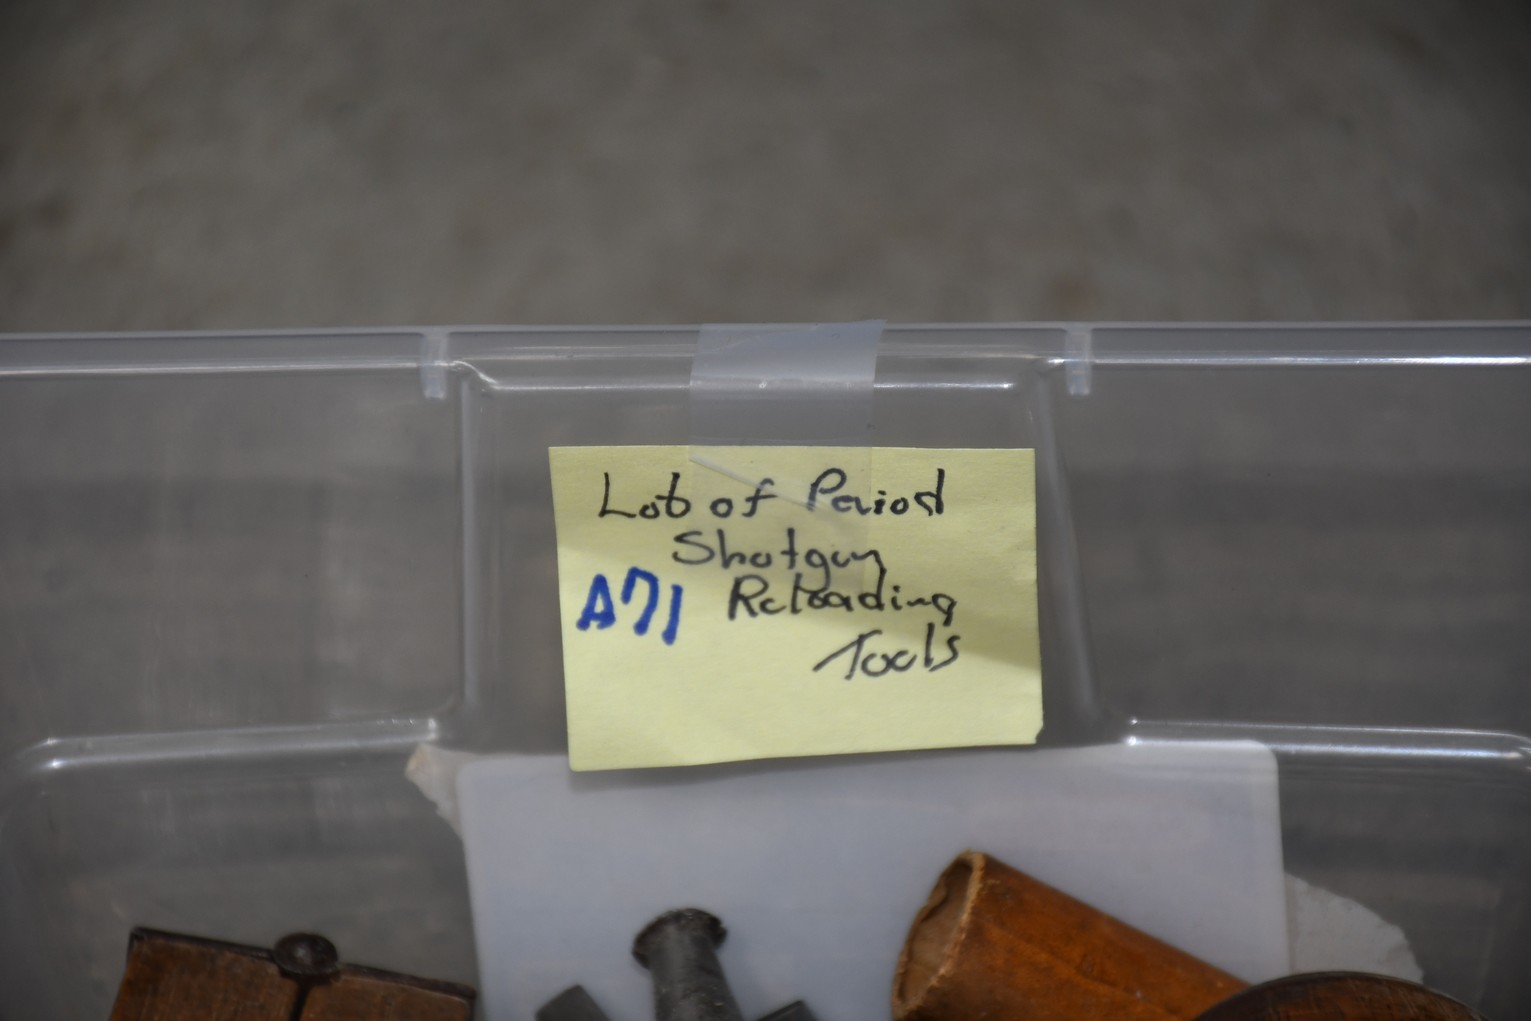 Lot of Period
Shotgun
A71 Reloading
Tools